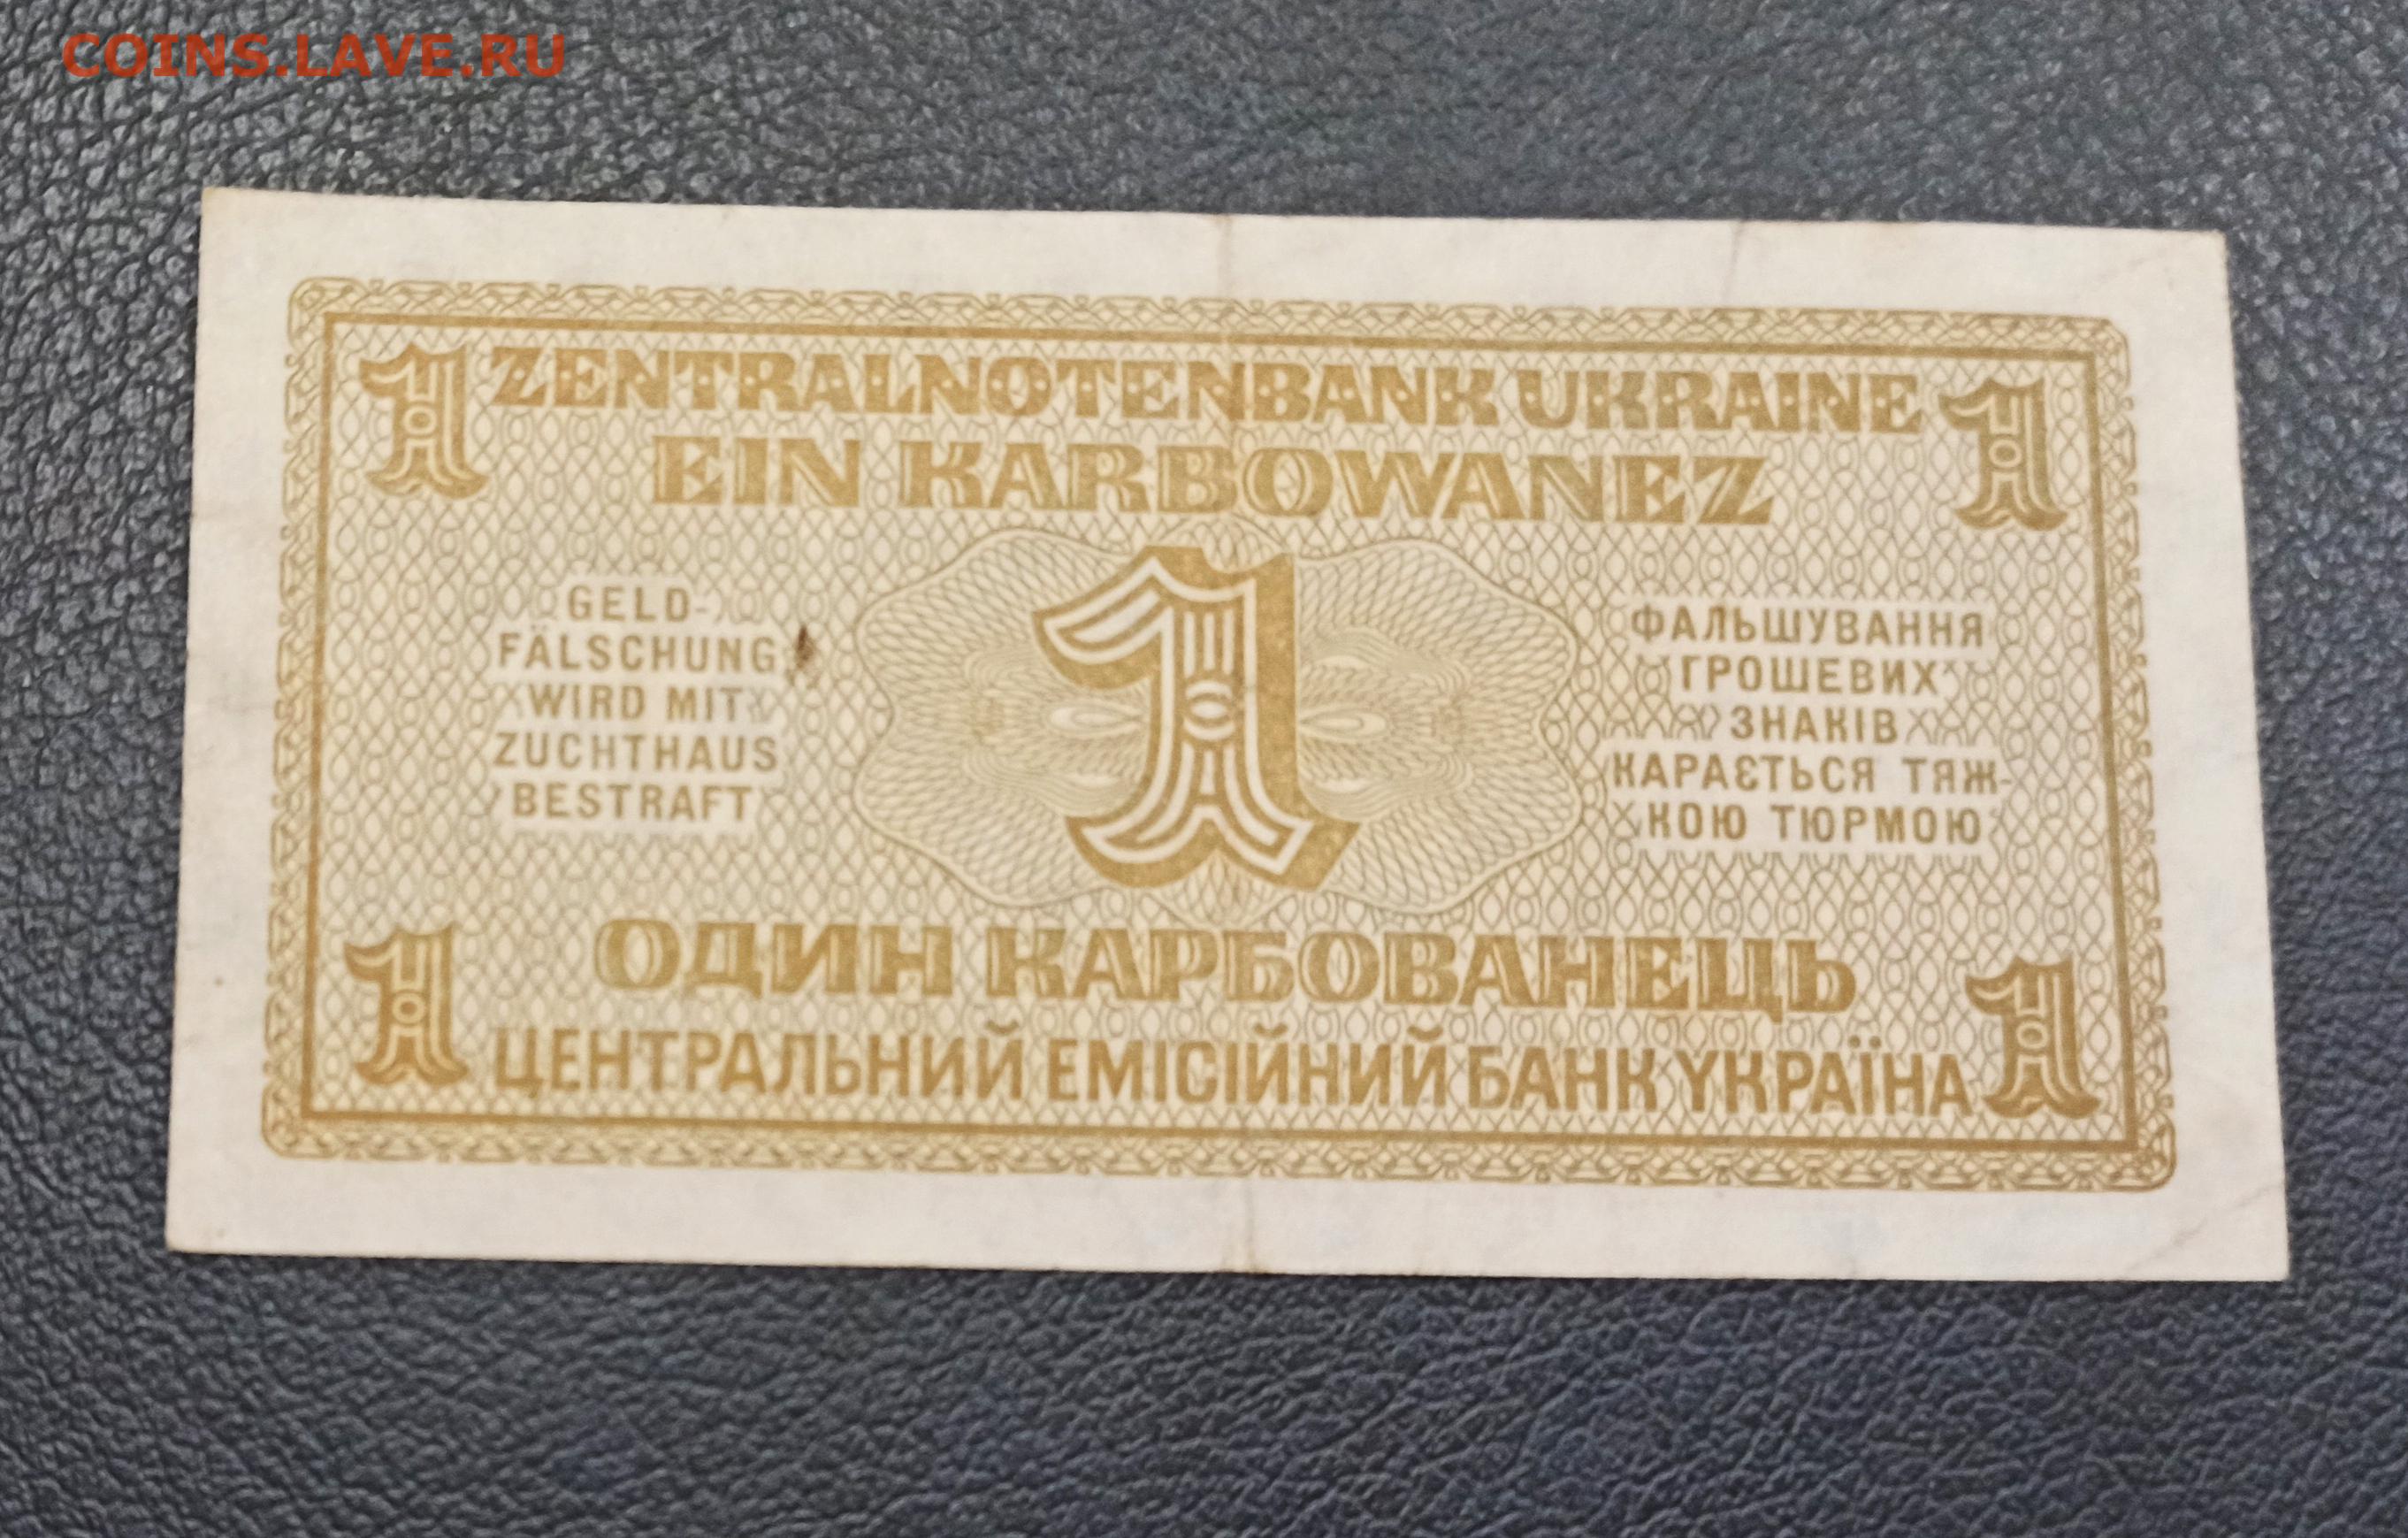 COINS.LAVE.RU
1 ZENTRALNOTENBANK UKRAINE 1
EIN KARBOWANEZ
GELD-
FÄLSCHUNG
WIRD MIT
ZUCHTHAUS
BESTRAFT
1
ФАЛЬШУВАННЯ
ГРОШЕВИХ
ЗНАКІВ
КАРАЄТЬСЯ ТЯЖ-
КОЮ ТЮРМОЮ
ОДИН КАРБОВАНЕЦЬ
1 ЦЕНТРАЛЬНИЙ ЕМІСІЙНИЙ БАНК УКРАЇНА 1